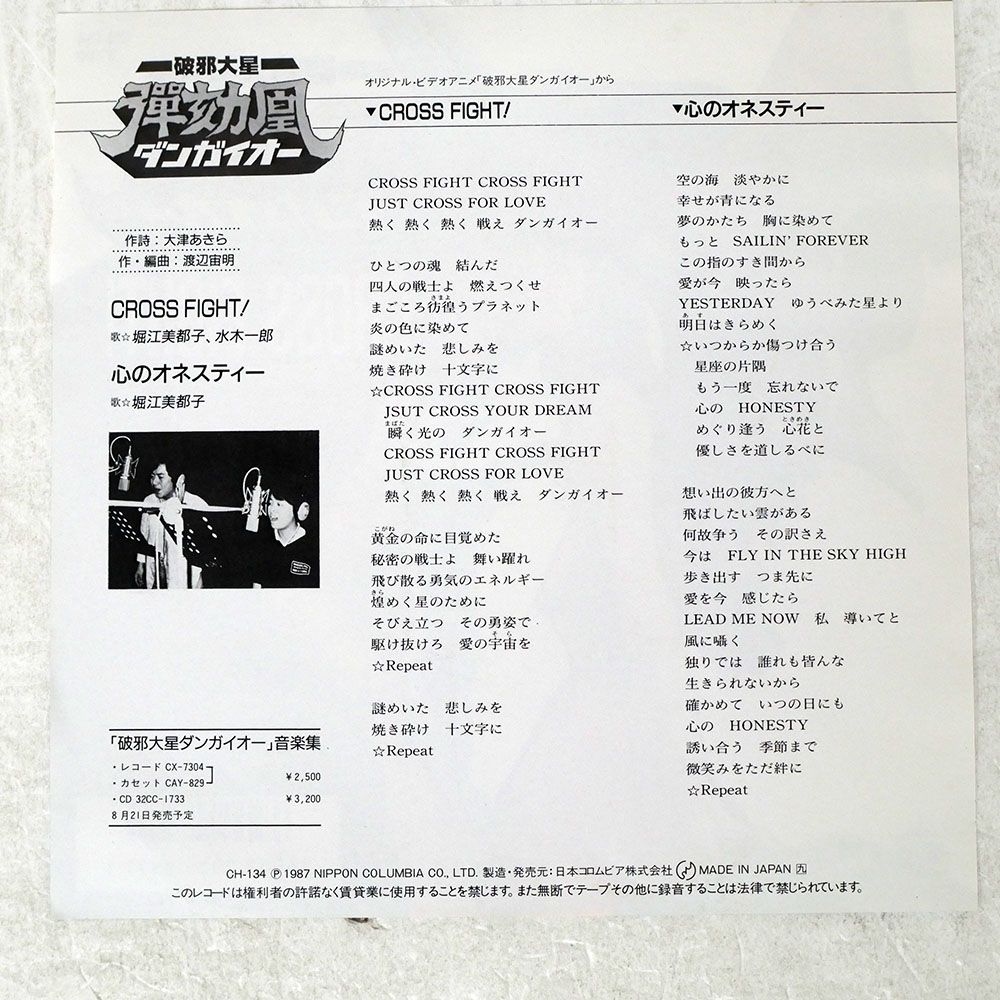 破邪大星
彈劾凰
ダンガイオー
作詩：大津あきら
作・編曲：渡辺宙明
CROSS FIGHT!
歌☆堀江美都子、水木一郎
心のオネスティー
歌☆堀江美都子
「破邪大星ダンガイオー」音楽集
・レコード CX-7304
・カセット CAY-829
¥2,500
・CD 32CC-1733 ¥3,200
8月21日発売予定
オリジナル・ビデオアニメ「破邪大星ダンガイオー」から
▼CROSS FIGHT!
CROSS FIGHT CROSS FIGHT
JUST CROSS FOR LOVE
熱く 熱く 熱く 戦え ダンガイオー
ひとつの魂 結んだ
四人の戦士よ 燃えつくせ
さまよ
まごころ彷徨うプラネット
炎の色に染めて
謎めいた 悲しみを
焼き砕け 十文字に
☆CROSS FIGHT CROSS FIGHT
JSUT CROSS YOUR DREAM
まばた
瞬く光の ダンガイオー
CROSS FIGHT CROSS FIGHT
JUST CROSS FOR LOVE
熱く 熱く 熱く 戦え ダンガイオー
こがね
黄金の命に目覚めた
秘密の戦士よ 舞い躍れ
飛び散る勇気のエネルギー
きら
煌めく星のために
そびえ立つ その勇姿で
そら
駆け抜けろ 愛の宇宙を
☆Repeat
謎めいた 悲しみを
焼き砕け 十文字に
☆Repeat
▼心のオネスティー
空の海 淡やかに
幸せが青になる
夢のかたち 胸に染めて
もっと SAILIN' FOREVER
この指のすき間から
愛が今 映ったら
YESTERDAY ゆうべみた星より
あす
明日はきらめく
☆いつからか傷つけ合う
星座の片隅
もう一度 忘れないで
心の HONESTY
ときめき
めぐり逢う 心花と
優しさを道しるべに
想い出の彼方へと
飛ばしたい雲がある
何故争う その訳さえ
今は FLY IN THE SKY HIGH
歩き出す つま先に
愛を今 感じたら
LEAD ME NOW 私 導いてと
風に囁く
独りでは 誰れも皆んな
生きられないから
確かめて いつの日にも
心の HONESTY
誘い合う 季節まで
微笑みをただ絆に
☆Repeat
CH-134 Ⓟ1987 NIPPON COLUMBIA CO., LTD. 製造・発売元：日本コロムビア株式会社 MADE IN JAPAN 九
このレコードは権利者の許諾なく賃貸業に使用することを禁じます。また無断でテープその他に録音することは法律で禁じられています。